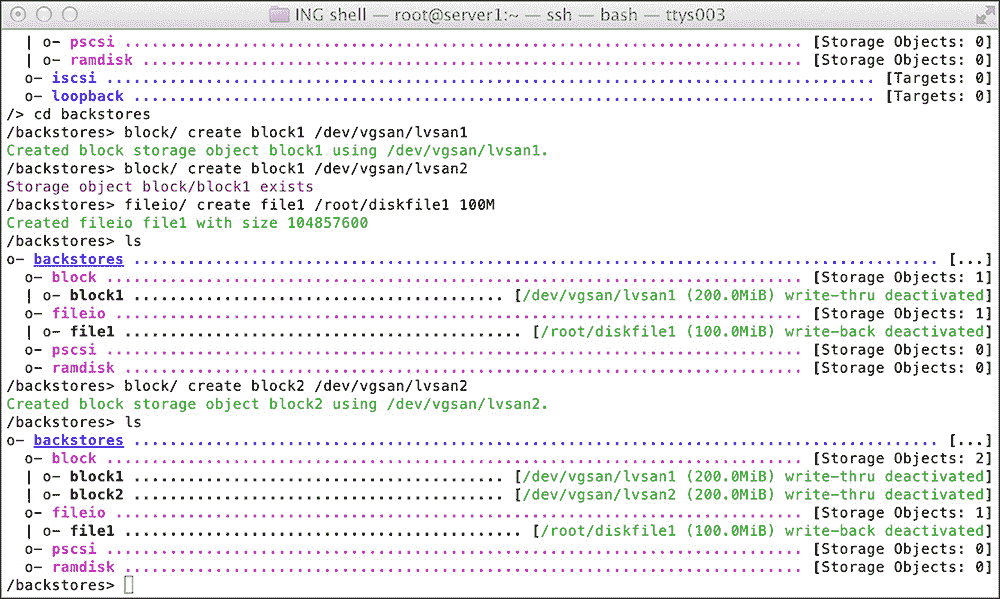 ING shell — root@server1:~ — ssh — bash — ttys003
| o- pscsi ........................................................................... [Storage Objects: 0]
| o- ramdisk ......................................................................... [Storage Objects: 0]
o- iscsi ..................................................................................... [Targets: 0]
o- loopback .................................................................................. [Targets: 0]
/> cd backstores
/backstores> block/ create block1 /dev/vgsan/lvsan1
Created block storage object block1 using /dev/vgsan/lvsan1.
/backstores> block/ create block1 /dev/vgsan/lvsan2
Storage object block/block1 exists
/backstores> fileio/ create file1 /root/diskfile1 100M
Created fileio file1 with size 104857600
/backstores> ls
o- backstores ......................................................................................... [...]
o- block ............................................................................. [Storage Objects: 1]
| o- block1 ......................................... [/dev/vgsan/lvsan1 (200.0MiB) write-thru deactivated]
o- fileio ............................................................................ [Storage Objects: 1]
| o- file1 ........................................... [/root/diskfile1 (100.0MiB) write-back deactivated]
o- pscsi ............................................................................. [Storage Objects: 0]
o- ramdisk ........................................................................... [Storage Objects: 0]
/backstores> block/ create block2 /dev/vgsan/lvsan2
Created block storage object block2 using /dev/vgsan/lvsan2.
/backstores> ls
o- backstores ......................................................................................... [...]
o- block ............................................................................. [Storage Objects: 2]
| o- block1 ......................................... [/dev/vgsan/lvsan1 (200.0MiB) write-thru deactivated]
| o- block2 ......................................... [/dev/vgsan/lvsan2 (200.0MiB) write-thru deactivated]
o- fileio ............................................................................ [Storage Objects: 1]
| o- file1 ........................................... [/root/diskfile1 (100.0MiB) write-back deactivated]
o- pscsi ............................................................................. [Storage Objects: 0]
o- ramdisk ........................................................................... [Storage Objects: 0]
/backstores>